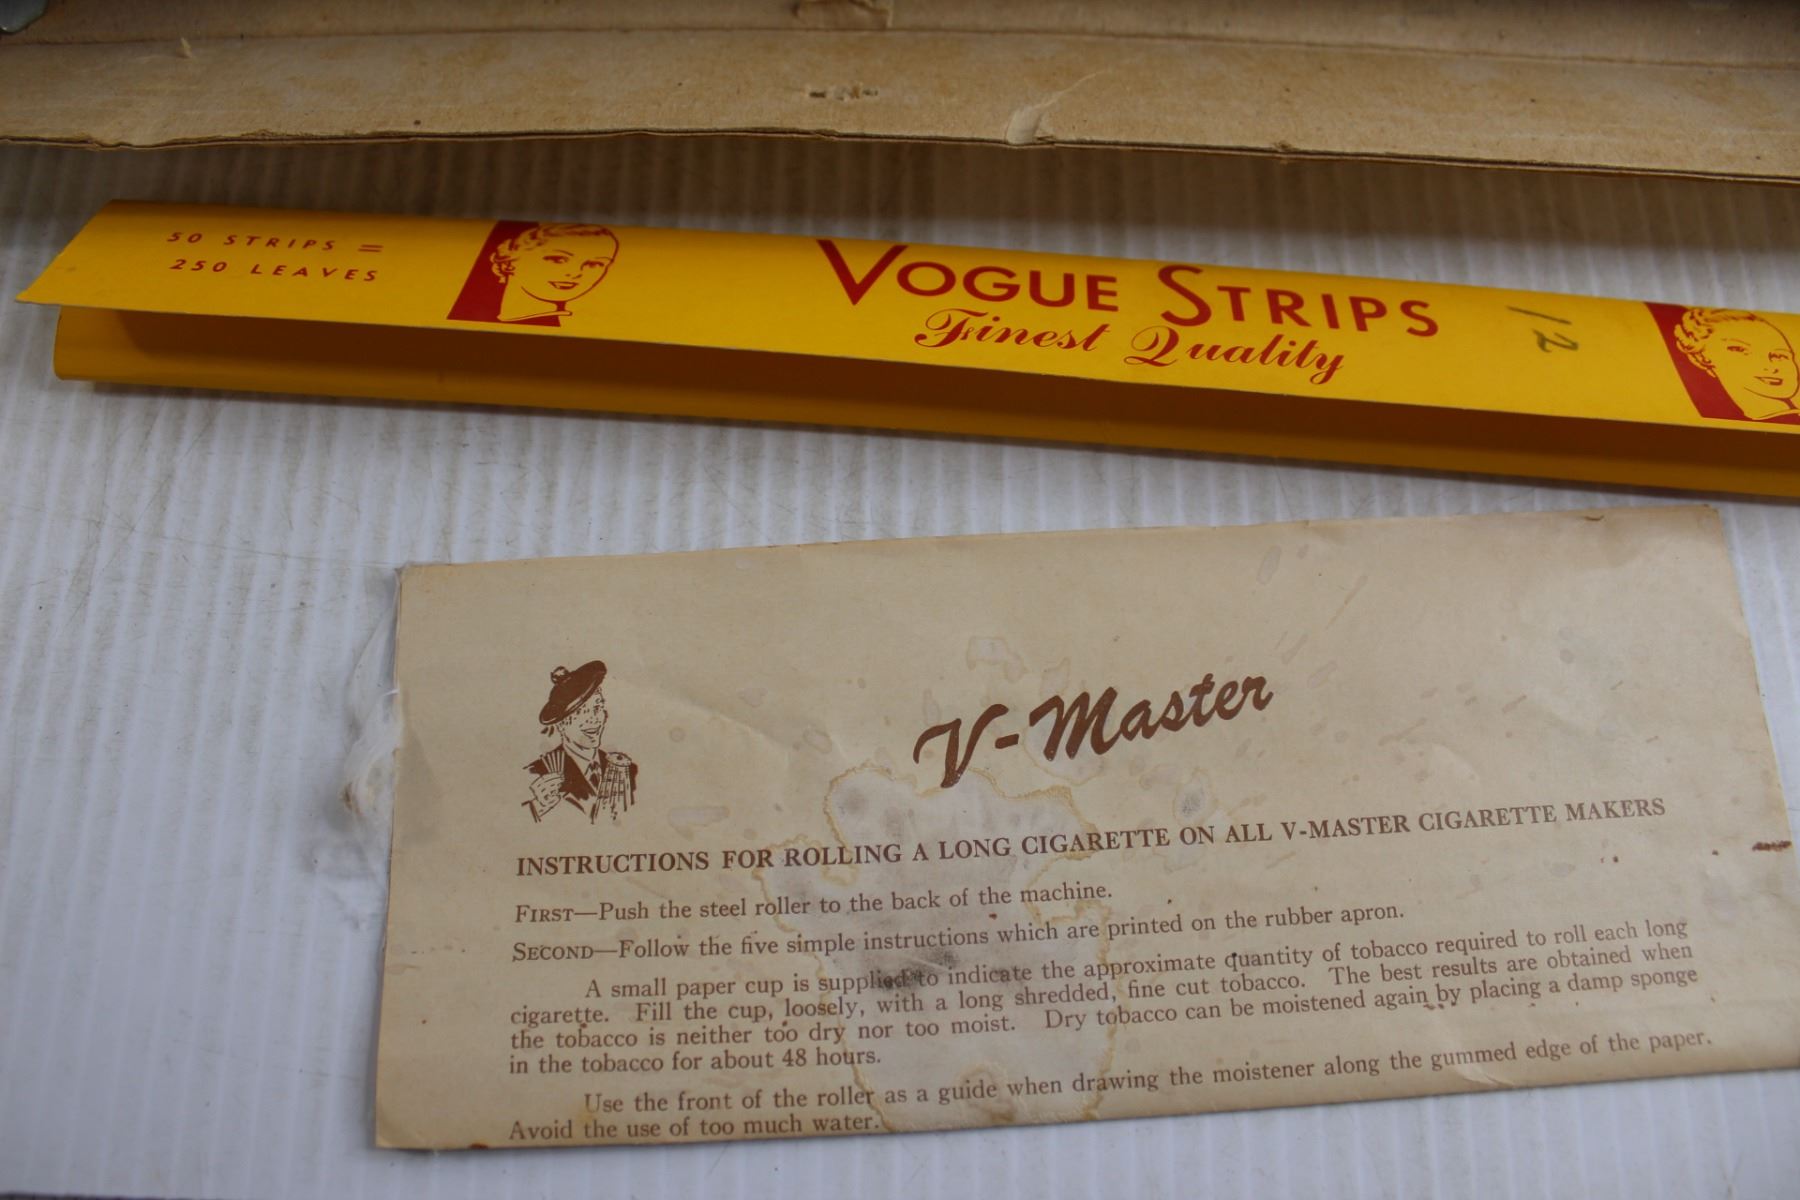 50 STRIPS =
250 LEAVES
VOGUE STRIPS
Finest Quality
12
V-Master
INSTRUCTIONS FOR ROLLING A LONG CIGARETTE ON ALL V-MASTER CIGARETTE MAKERS
FIRST—Push the steel roller to the back of the machine.
SECOND—Follow the five simple instructions which are printed on the rubber apron.
A small paper cup is supplied to indicate the approximate quantity of tobacco required to roll each long
cigarette. Fill the cup, loosely, with a long shredded, fine cut tobacco. The best results are obtained when
the tobacco is neither too dry nor too moist. Dry tobacco can be moistened again by placing a damp sponge
in the tobacco for about 48 hours.
Use the front of the roller as a guide when drawing the moistener along the gummed edge of the paper.
Avoid the use of too much water.